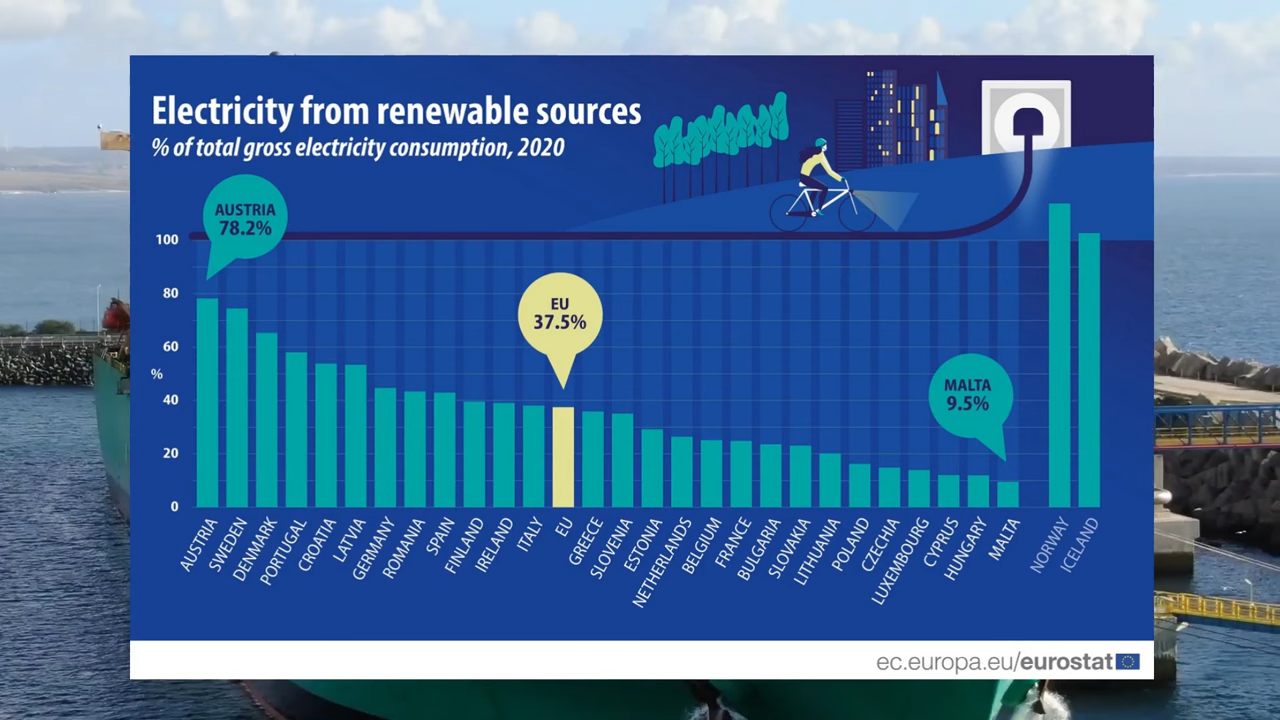 Electricity from renewable sources
% of total gross electricity consumption, 2020
AUSTRIA
78.2%
EU
37.5%
MALTA
9.5%
100
80
60
%
40
20
0
AUSTRIA
SWEDEN
DENMARK
PORTUGAL
CROATIA
LATVIA
GERMANY
ROMANIA
SPAIN
FINLAND
IRELAND
ITALY
EU
GREECE
SLOVENIA
ESTONIA
NETHERLANDS
BELGIUM
FRANCE
BULGARIA
SLOVAKIA
LITHUANIA
POLAND
CZECHIA
LUXEMBOURG
CYPRUS
HUNGARY
MALTA
NORWAY
ICELAND
ec.europa.eu/eurostat